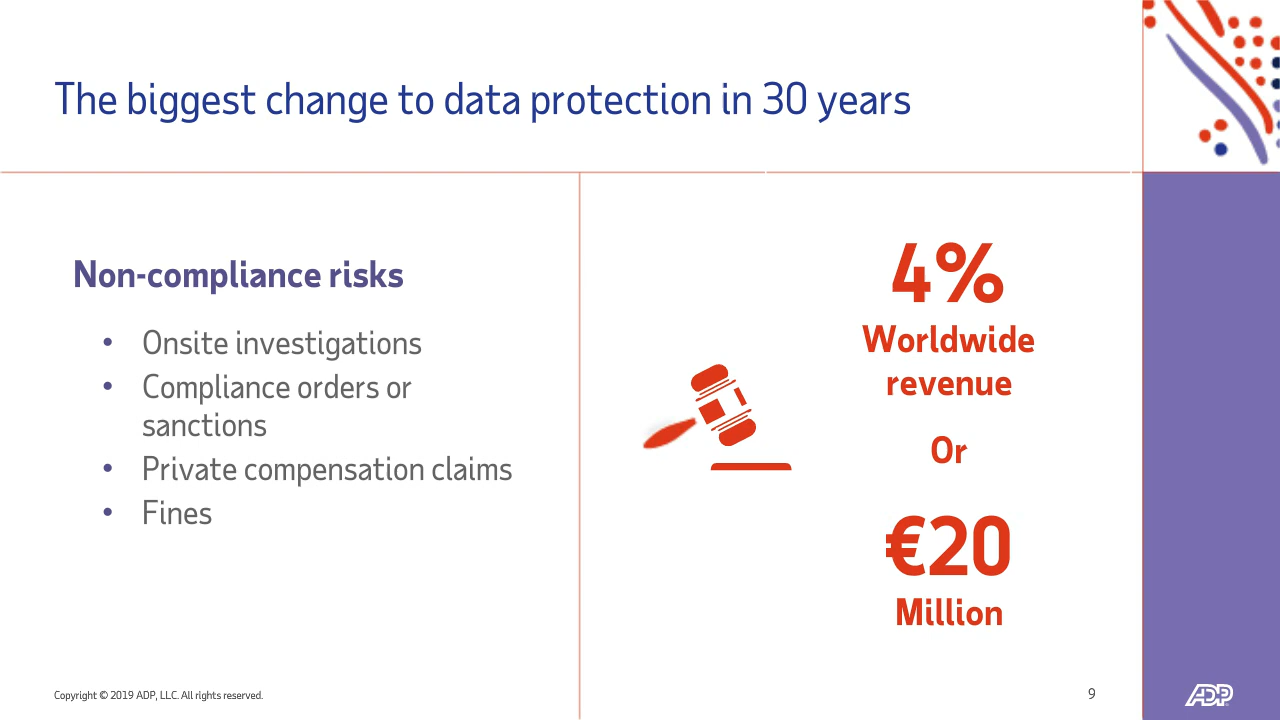 The biggest change to data protection in 30 years
Non-compliance risks
• Onsite investigations
• Compliance orders or
sanctions
• Private compensation claims
• Fines
4%
Worldwide
revenue
Or
€20
Million
Copyright © 2019 ADP, LLC. All rights reserved.
9
ADP